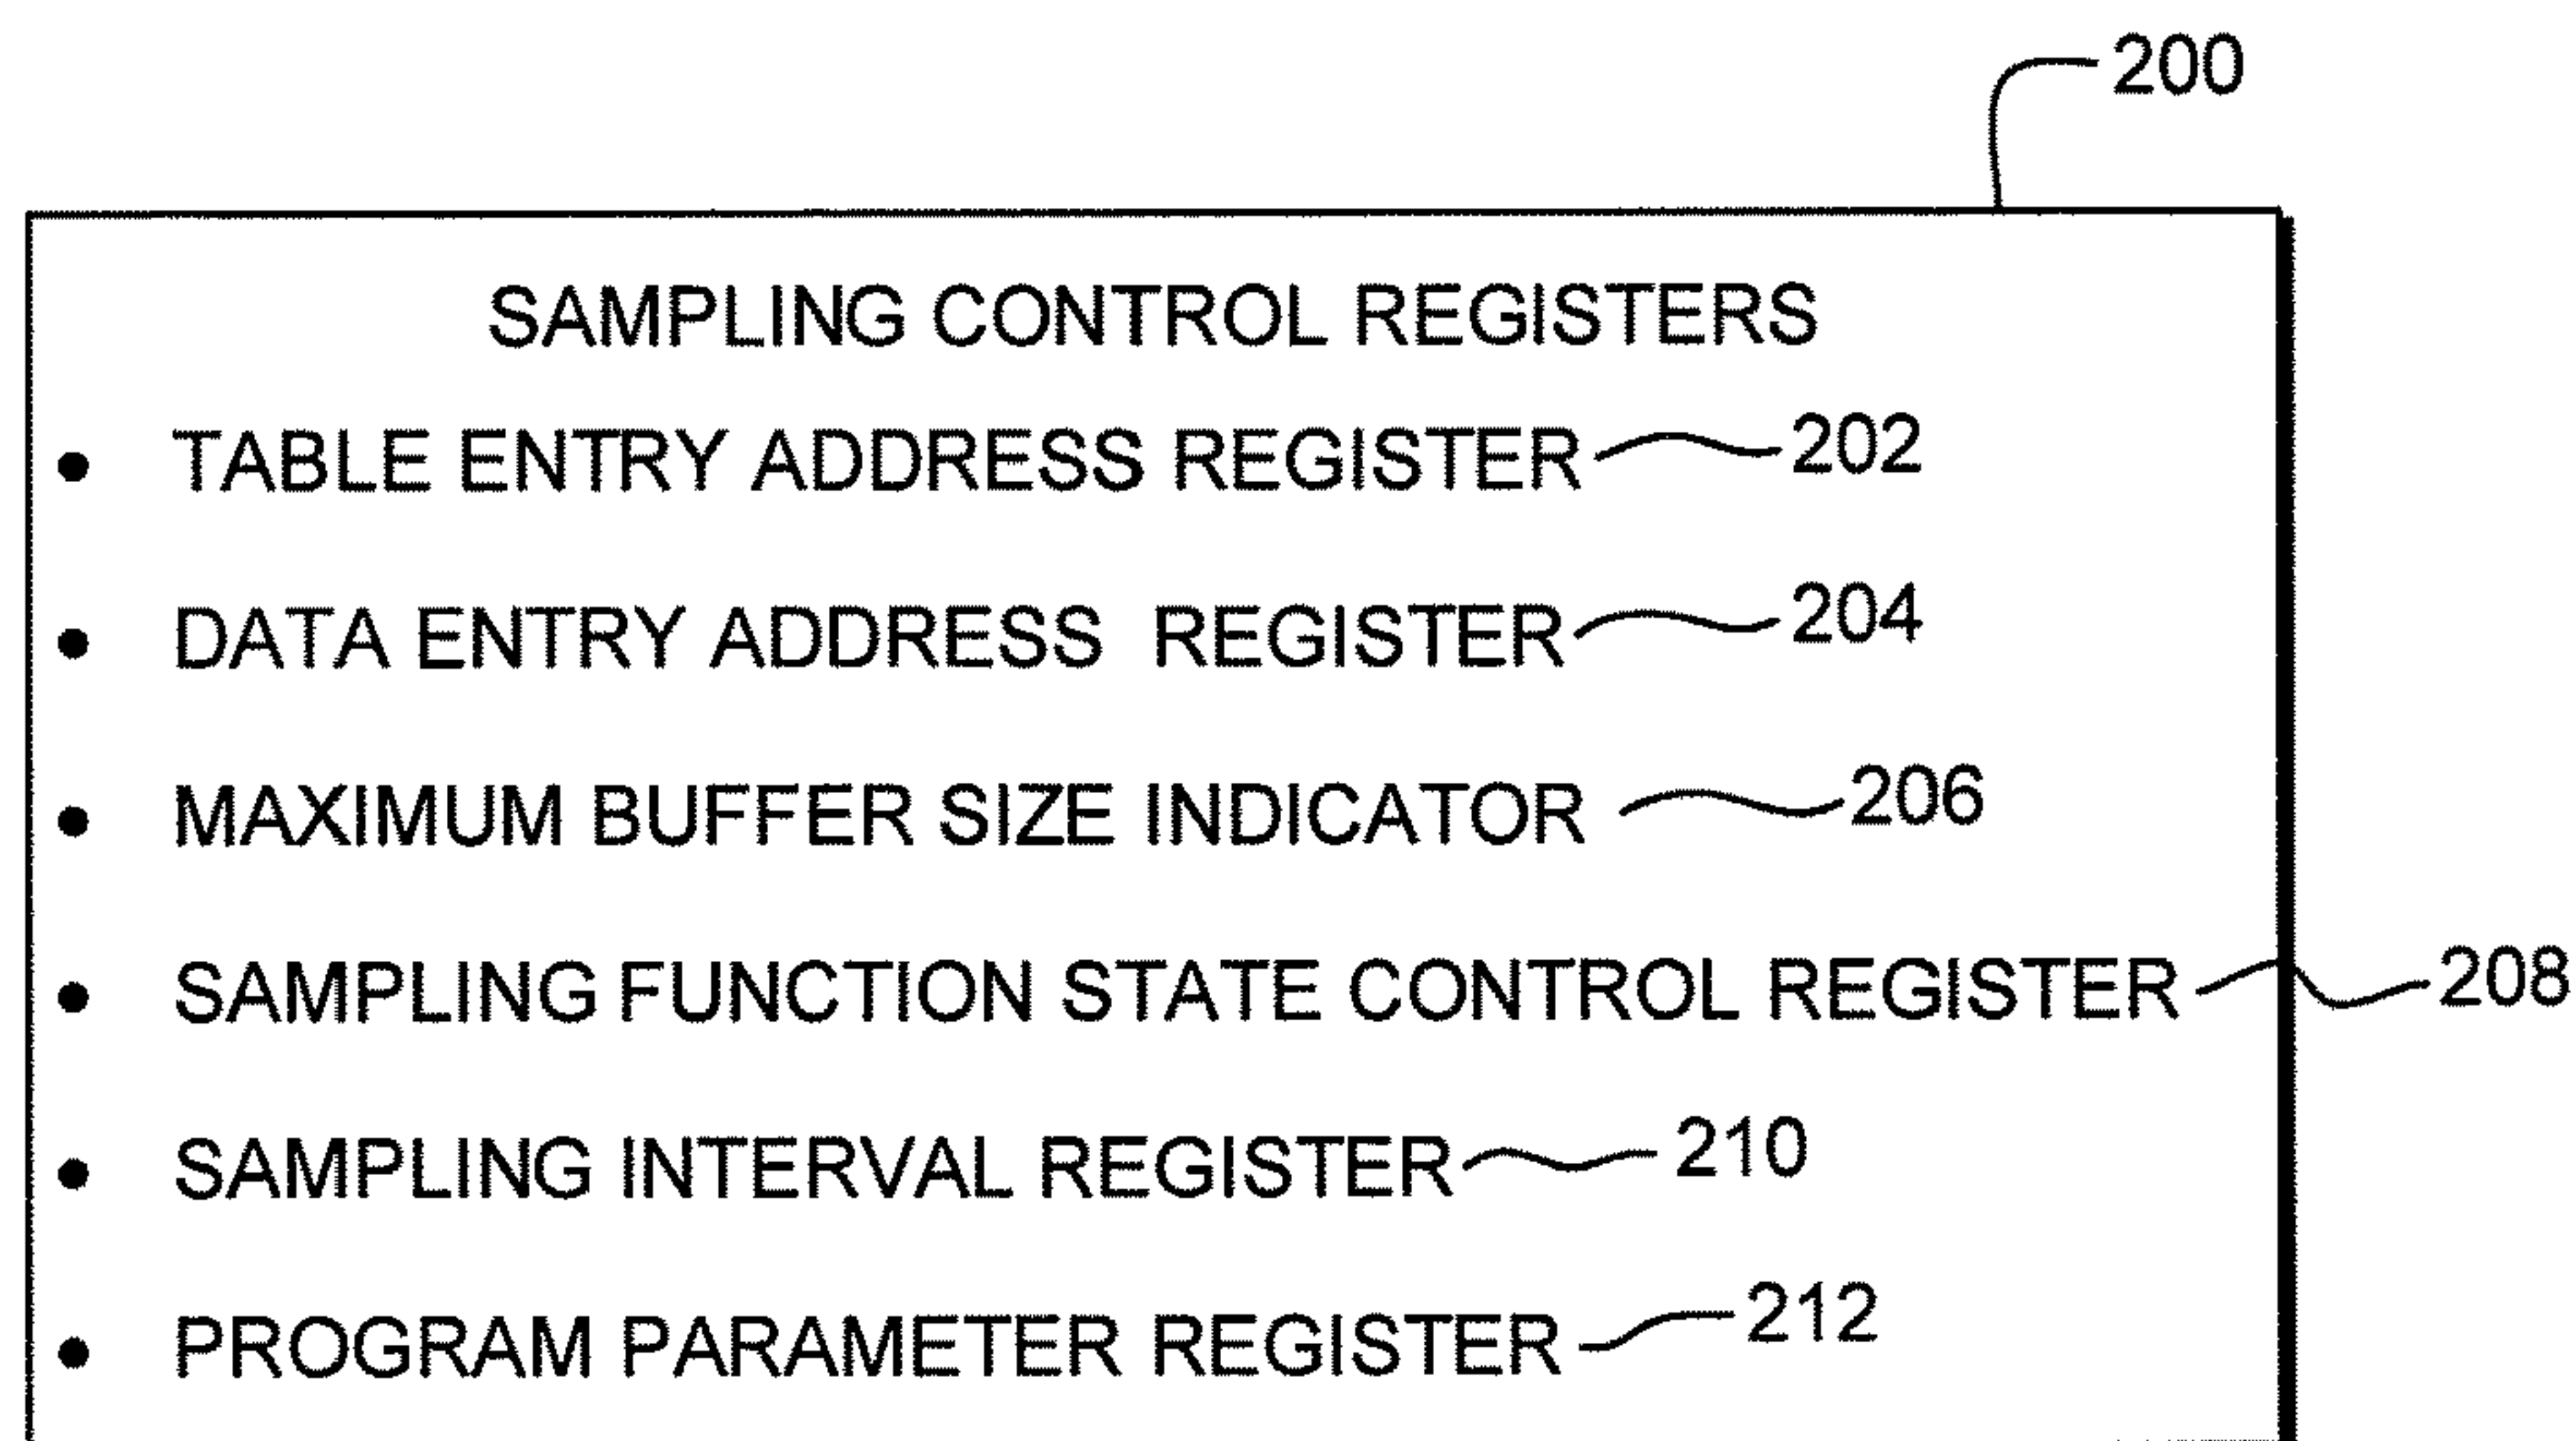 200
SAMPLING CONTROL REGISTERS
• TABLE ENTRY ADDRESS REGISTER 202
• DATA ENTRY ADDRESS REGISTER 204
• MAXIMUM BUFFER SIZE INDICATOR 206
• SAMPLING FUNCTION STATE CONTROL REGISTER 208
• SAMPLING INTERVAL REGISTER 210
• PROGRAM PARAMETER REGISTER 212